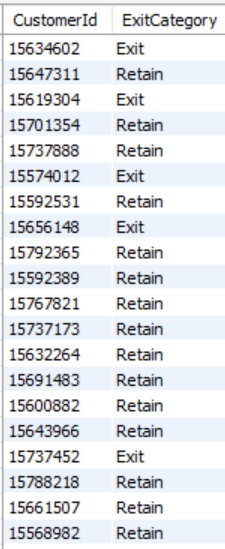 CustomerId ExitCategory
15634602 Exit
15647311 Retain
15619304 Exit
15701354 Retain
15737888 Retain
15574012 Exit
15592531 Retain
15656148 Exit
15792365 Retain
15592389 Retain
15767821 Retain
15737173 Retain
15632264 Retain
15691483 Retain
15600882 Retain
15643966 Retain
15737452 Exit
15788218 Retain
15661507 Retain
15568982 Retain